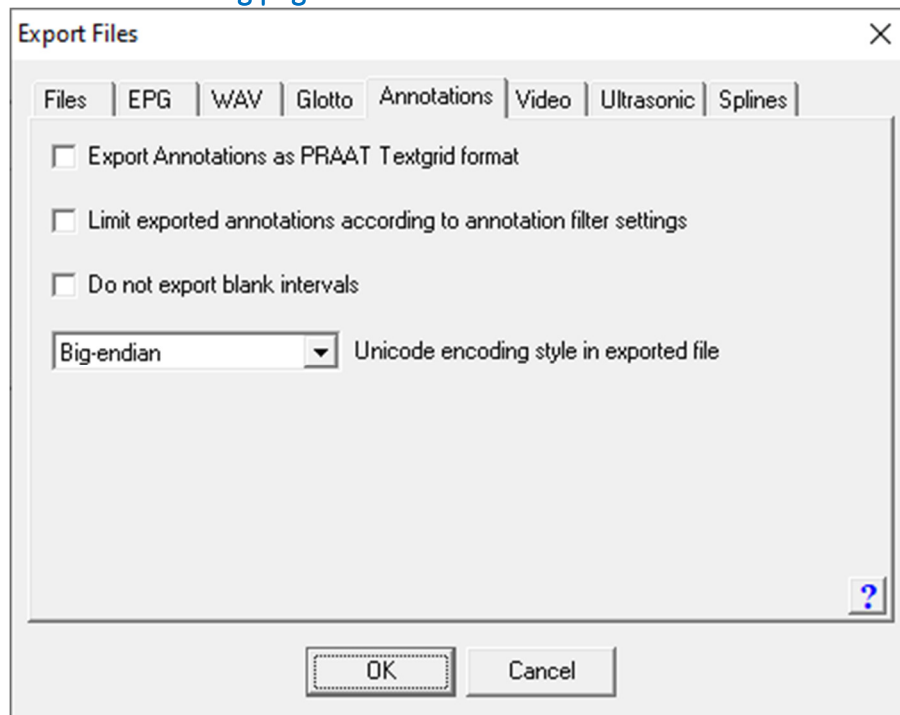 Export Files
Files EPG WAV Glotto Annotations Video Ultrasonic Splines
Export Annotations as PRAAT Textgrid format
Limit exported annotations according to annotation filter settings
Do not export blank intervals
Big-endian Unicode encoding style in exported file
?
OK Cancel